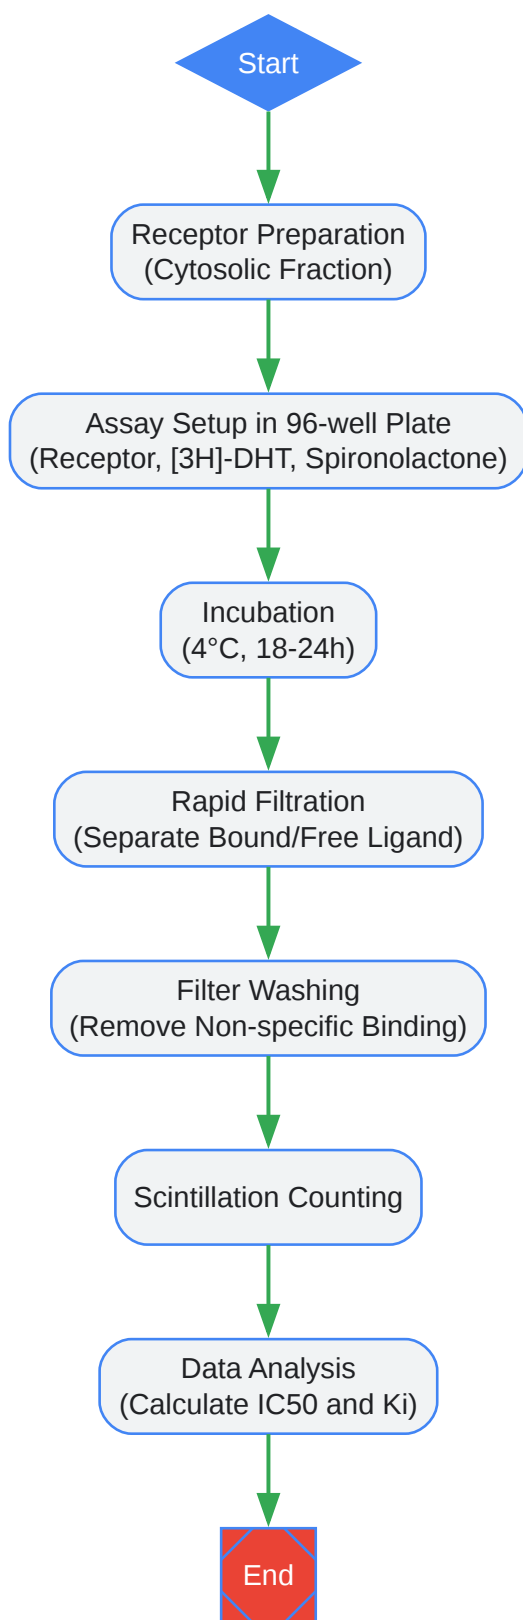 Start
Receptor Preparation
(Cytosolic Fraction)
Assay Setup in 96-well Plate
(Receptor, [3H]-DHT, Spironolactone)
Incubation
(4°C, 18-24h)
Rapid Filtration
(Separate Bound/Free Ligand)
Filter Washing
(Remove Non-specific Binding)
Scintillation Counting
Data Analysis
(Calculate IC50 and Ki)
End